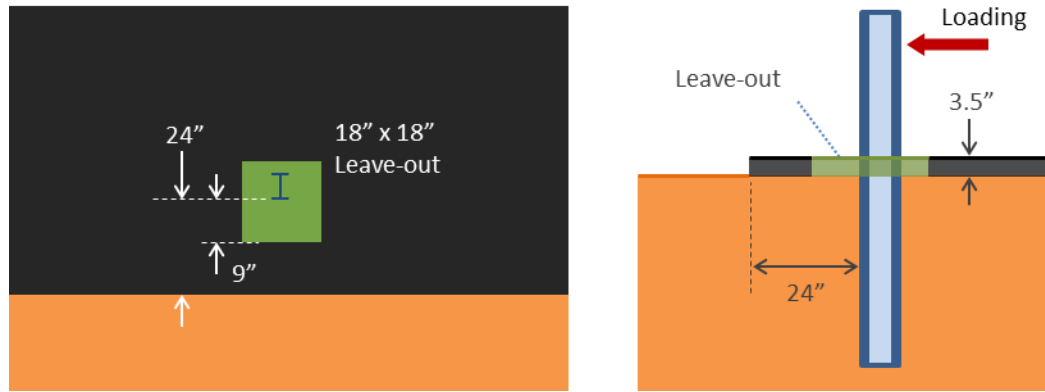 24”
18” x 18”
Leave-out
9”
Loading
Leave-out
3.5”
24”